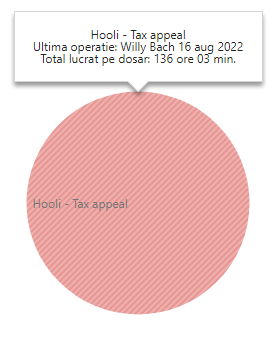 Hooli - Tax appeal
Ultima operatie: Willy Bach 16 aug 2022
Total lucrat pe dosar: 136 ore 03 min.
Hooli - Tax appeal